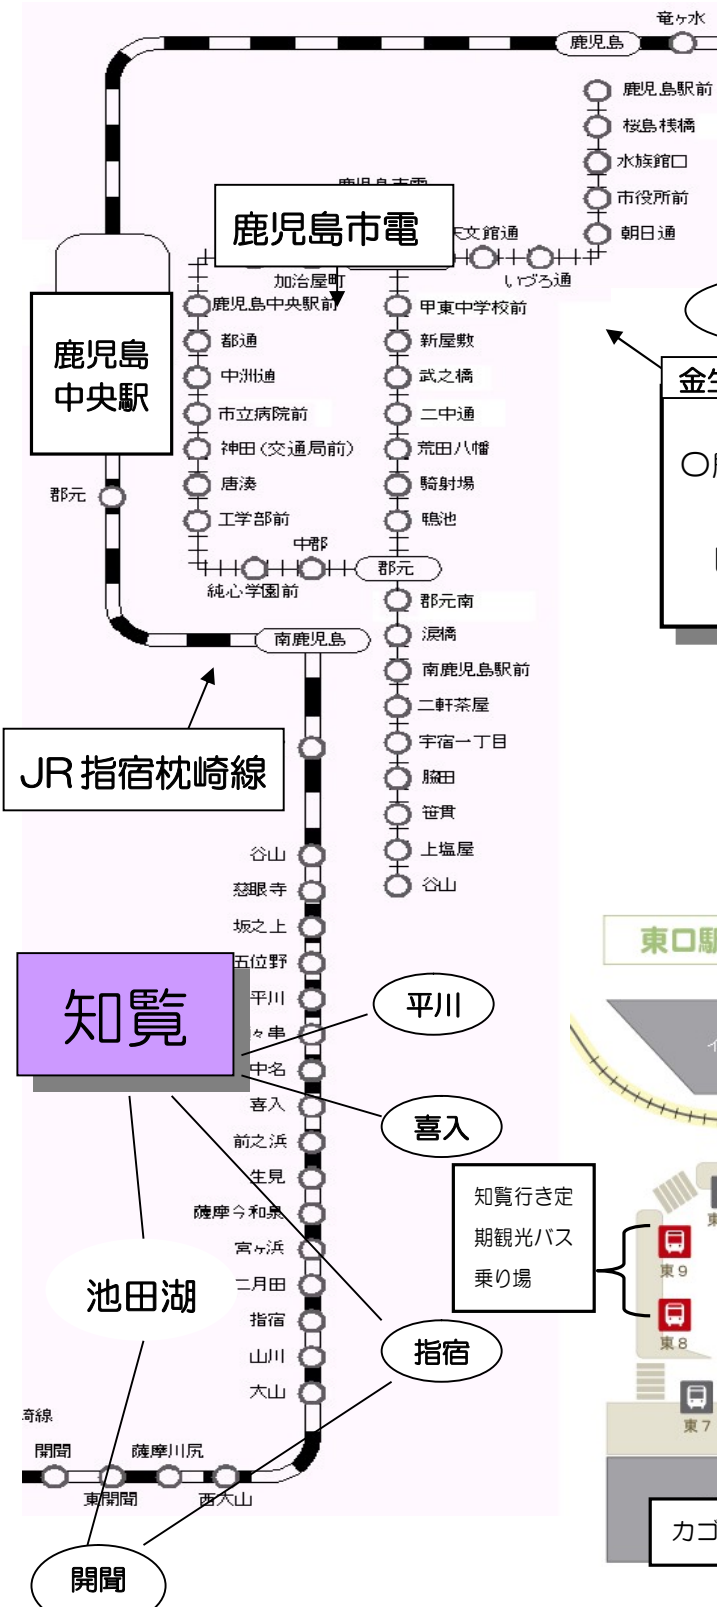 竜ヶ水
鹿児島
鹿児島駅前
桜島桟橋
水族館口
市役所前
朝日通
鹿児島市電
天文館通
いづろ通
加治屋町
鹿児島中央駅前
都通
中洲通
市立病院前
神田(交通局前)
唐湊
工学部前
純心学園前
中郡
郡元
甲東中学校前
新屋敷
武之橋
二中通
荒田八幡
騎射場
鴨池
郡元南
涙橋
南鹿児島駅前
二軒茶屋
宇宿一丁目
脇田
笹貫
上塩屋
谷山
鹿児島
中央駅
郡元
南鹿児島
JR指宿枕崎線
谷山
慈眼寺
坂之上
五位野
平川
中名
喜入
前之浜
生見
薩摩今和泉
宮ヶ浜
二月田
指宿
山川
大山
西大山
薩摩川尻
東開聞
開聞
崎線
知覧
平川
喜入
池田湖
指宿
開聞
金生
東口駅
知覧行き定
期観光バス
乗り場
東9
東8
東7
カゴ